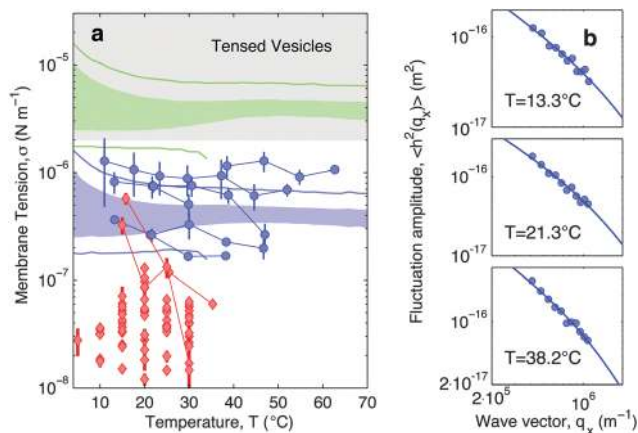 a
Tensed Vesicles
Membrane Tension, σ (N m⁻¹)
10⁻⁵
10⁻⁶
10⁻⁷
10⁻⁸
10 20 30 40 50 60 70
Temperature, T (°C)
b
Fluctuation amplitude, <h²(qₓ)> (m²)
10⁻¹⁶
T=13.3°C
10⁻¹⁷
10⁻¹⁶
T=21.3°C
10⁻¹⁷
10⁻¹⁶
T=38.2°C
2·10⁻¹⁷
2·10⁵ 10⁶
Wave vector, qₓ (m⁻¹)